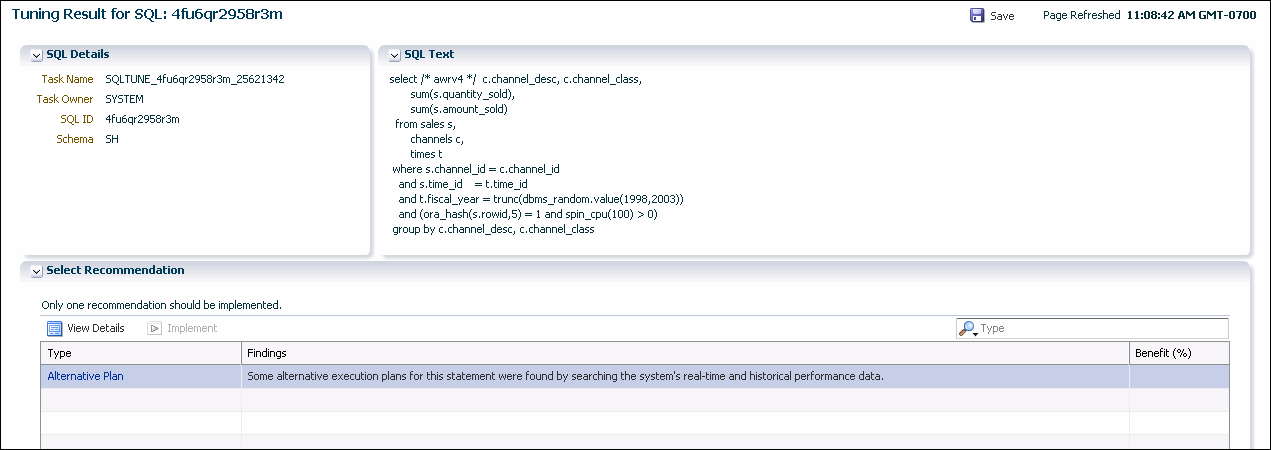 Tuning Result for SQL: 4fu6qr2958r3m
Save Page Refreshed 11:08:42 AM GMT-0700
SQL Details
Task Name SQLTUNE_4fu6qr2958r3m_25621342
Task Owner SYSTEM
SQL ID 4fu6qr2958r3m
Schema SH
SQL Text
select /* awrv4 */ c.channel_desc, c.channel_class,
sum(s.quantity_sold),
sum(s.amount_sold)
from sales s,
channels c,
times t
where s.channel_id = c.channel_id
and s.time_id = t.time_id
and t.fiscal_year = trunc(dbms_random.value(1998,2003))
and (ora_hash(s.rowid,5) = 1 and spin_cpu(100) > 0)
group by c.channel_desc, c.channel_class
Select Recommendation
Only one recommendation should be implemented.
View Details Implement Type
Type Findings Benefit (%)
Alternative Plan Some alternative execution plans for this statement were found by searching the system's real-time and historical performance data.